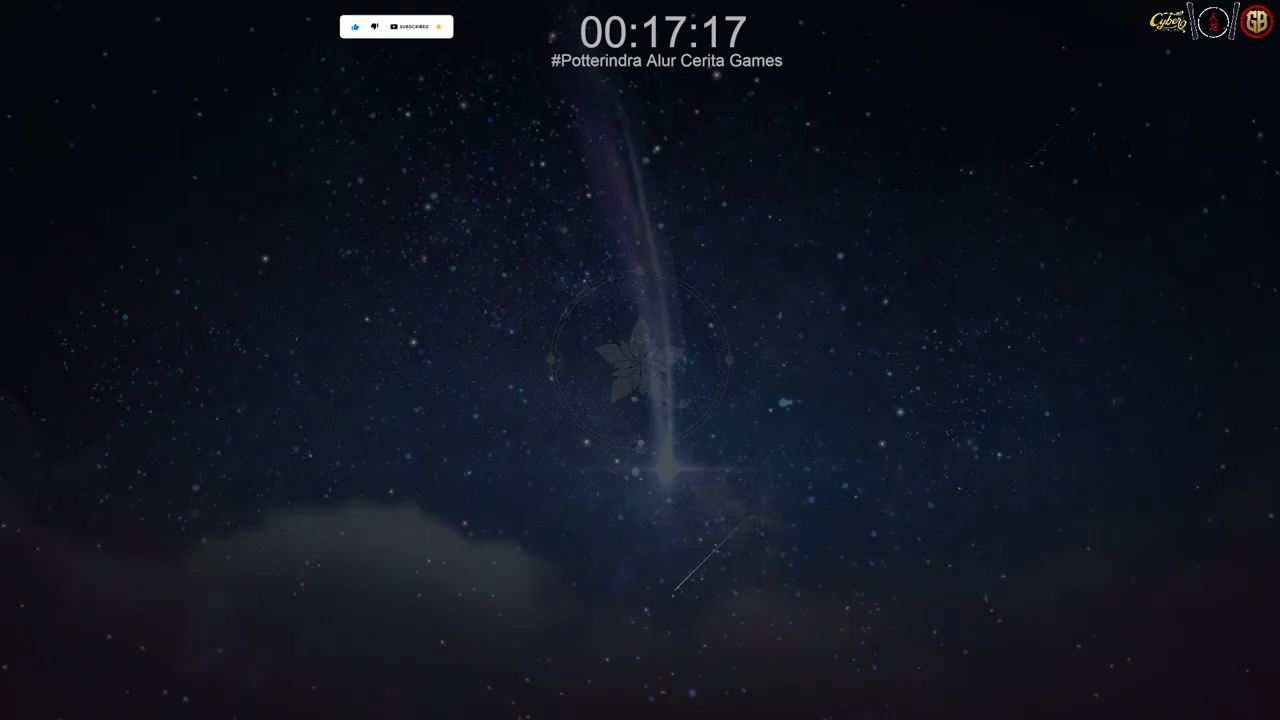 SUBSCRIBED
00:17:17
#Potterindra Alur Cerita Games
Cyber
GB